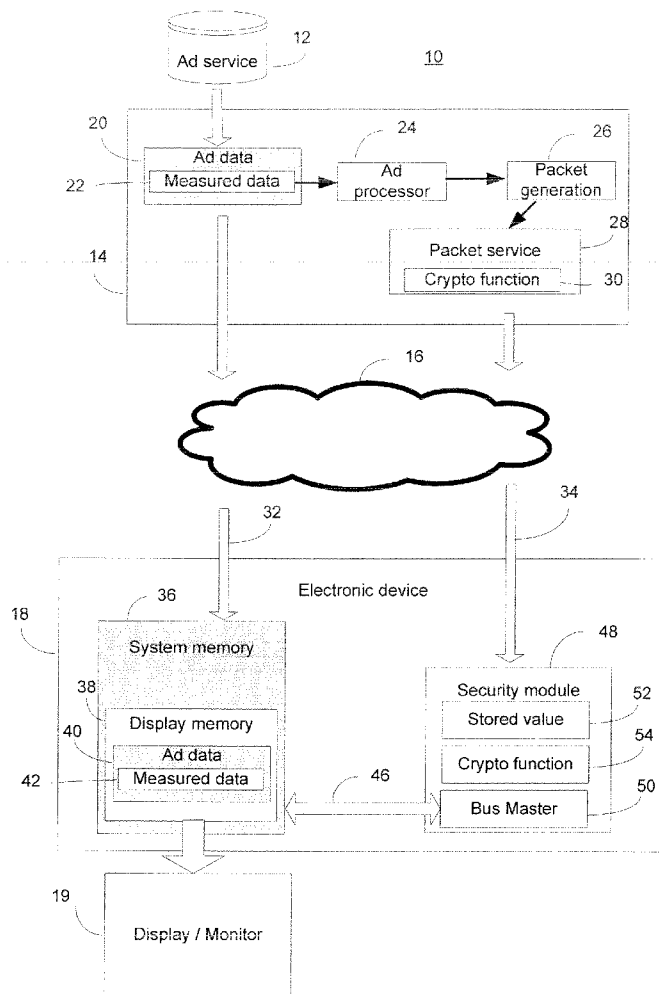 12
Ad service
10
20
24
26
Ad data
22
Measured data
Ad
processor
Packet
generation
28
Packet service
14
Crypto function
30
16
32
34
Electronic device
18
36
System memory
48
Security module
38
Display memory
Stored value
52
40
Ad data
54
42
Measured data
Crypto function
46
Bus Master
50
19
Display / Monitor